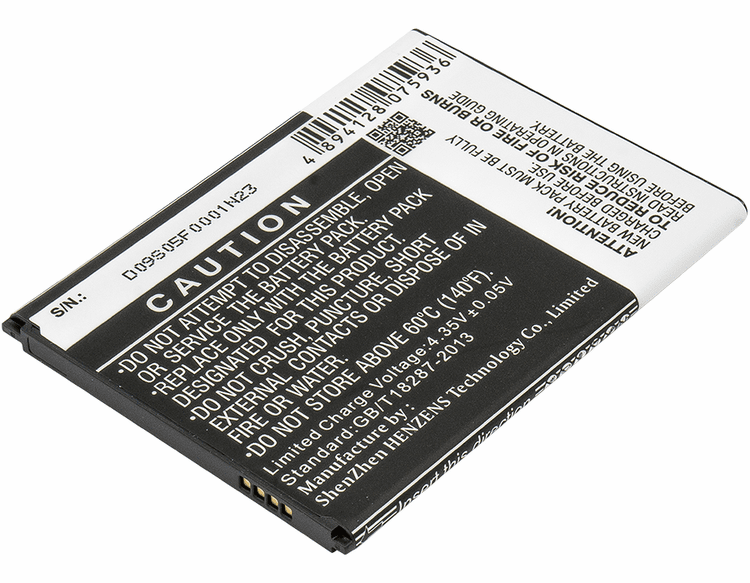 4 894128 075936
ATTENTION!
NEW BATTERY PACK MUST BE FULLY
CHARGED BEFORE USE.
TO REDUCE RISK OF FIRE OR BURNS
READ INSTRUCTIONS IN OPERATING GUIDE
BEFORE USING THE BATTERY.
S/N.: D09S05F0001N23
CAUTION
·DO NOT ATTEMPT TO DISASSEMBLE, OPEN
OR SERVICE THE BATTERY PACK.
·REPLACE ONLY WITH THE BATTERY PACK
DESIGNATED FOR THIS PRODUCT.
·DO NOT CRUSH, PUNCTURE, SHORT
EXTERNAL CONTACTS OR DISPOSE OF IN
FIRE OR WATER.
·DO NOT STORE ABOVE 60℃ (140℉)
Limited Charge Voltage:4.35V ±0.05V
Standard:GB/T18287-2013
Manufacture by:
ShenZhen HENZENS Technology Co., Limited
Insert this direction